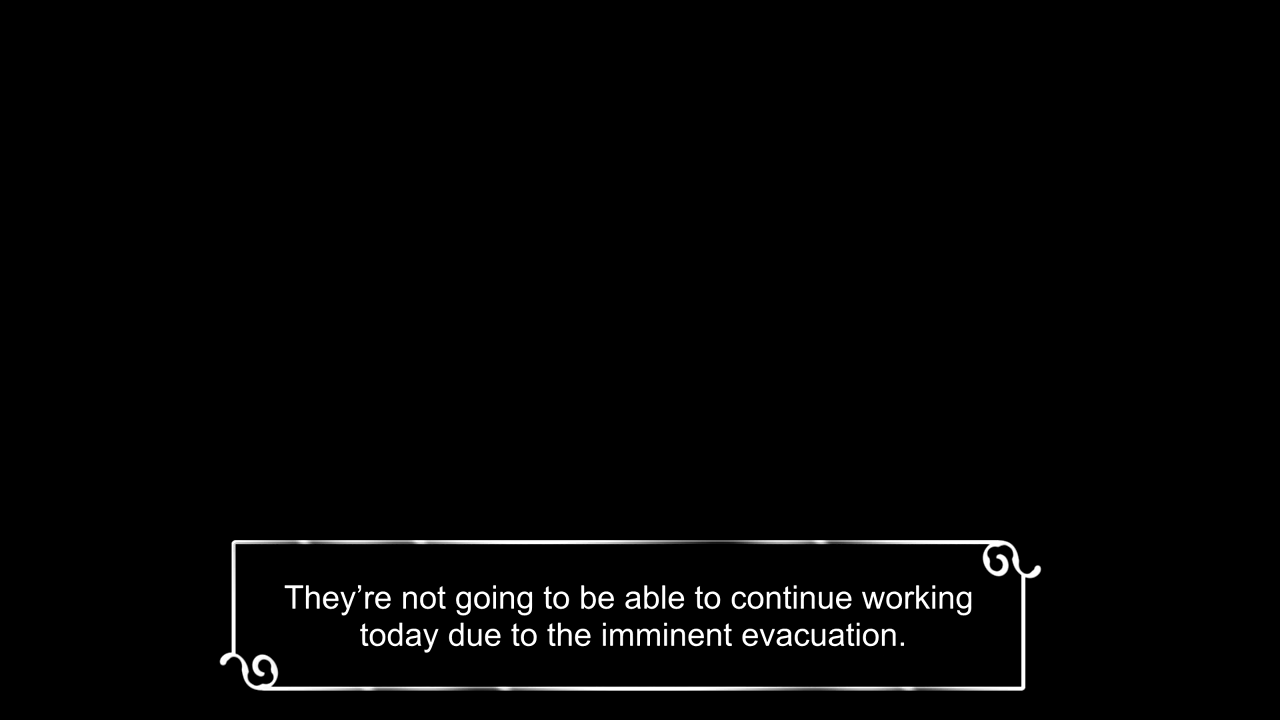 They’re not going to be able to continue working
today due to the imminent evacuation.